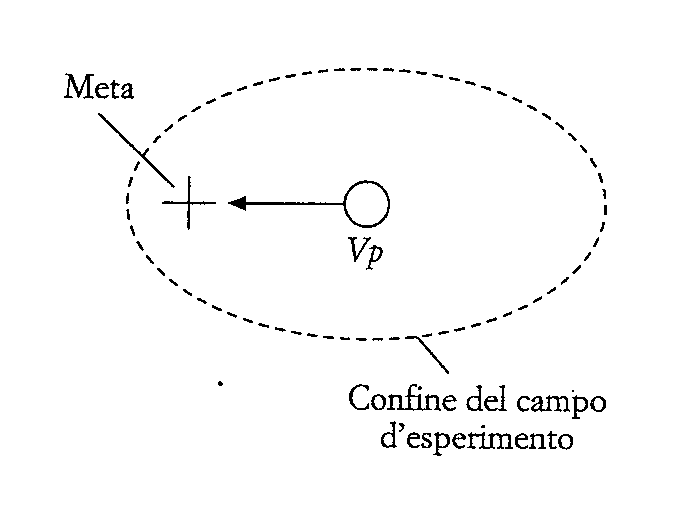 Meta
Vp
Confine del campo
d'esperimento